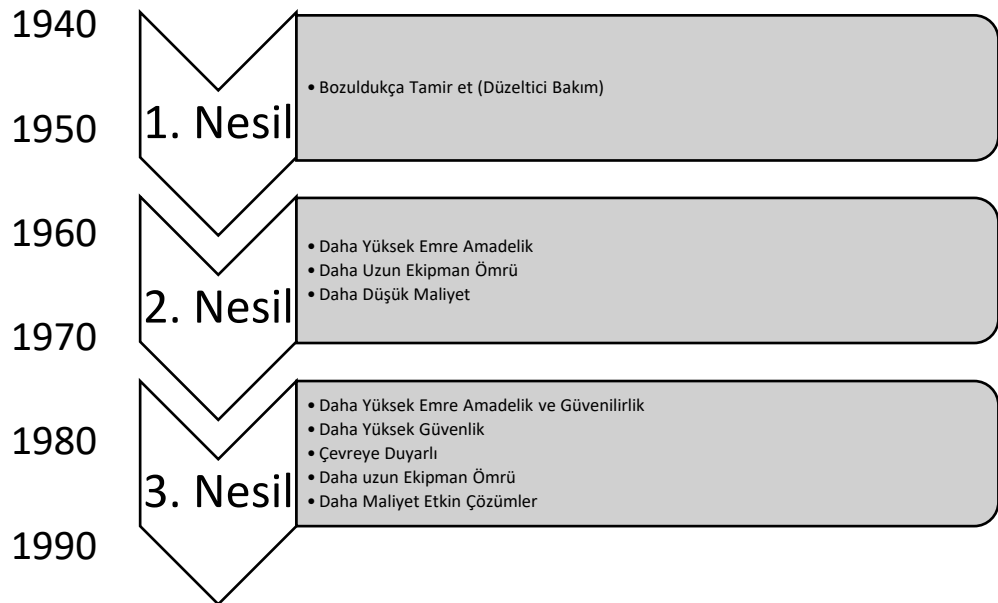 1940
1950
1960
1970
1980
1990
1. Nesil
• Bozuldukça Tamir et (Düzeltici Bakım)
2. Nesil
• Daha Yüksek Emre Amadelik
• Daha Uzun Ekipman Ömrü
• Daha Düşük Maliyet
3. Nesil
• Daha Yüksek Emre Amadelik ve Güvenilirlik
• Daha Yüksek Güvenlik
• Çevreye Duyarlı
• Daha uzun Ekipman Ömrü
• Daha Maliyet Etkin Çözümler